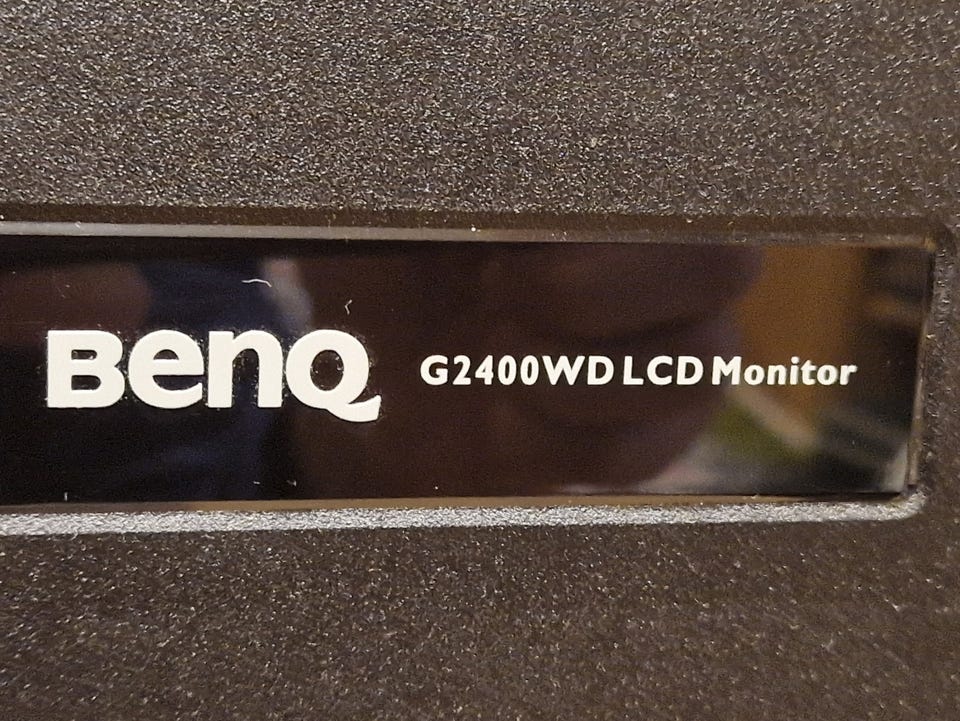 BenQ G2400WD LCD Monitor